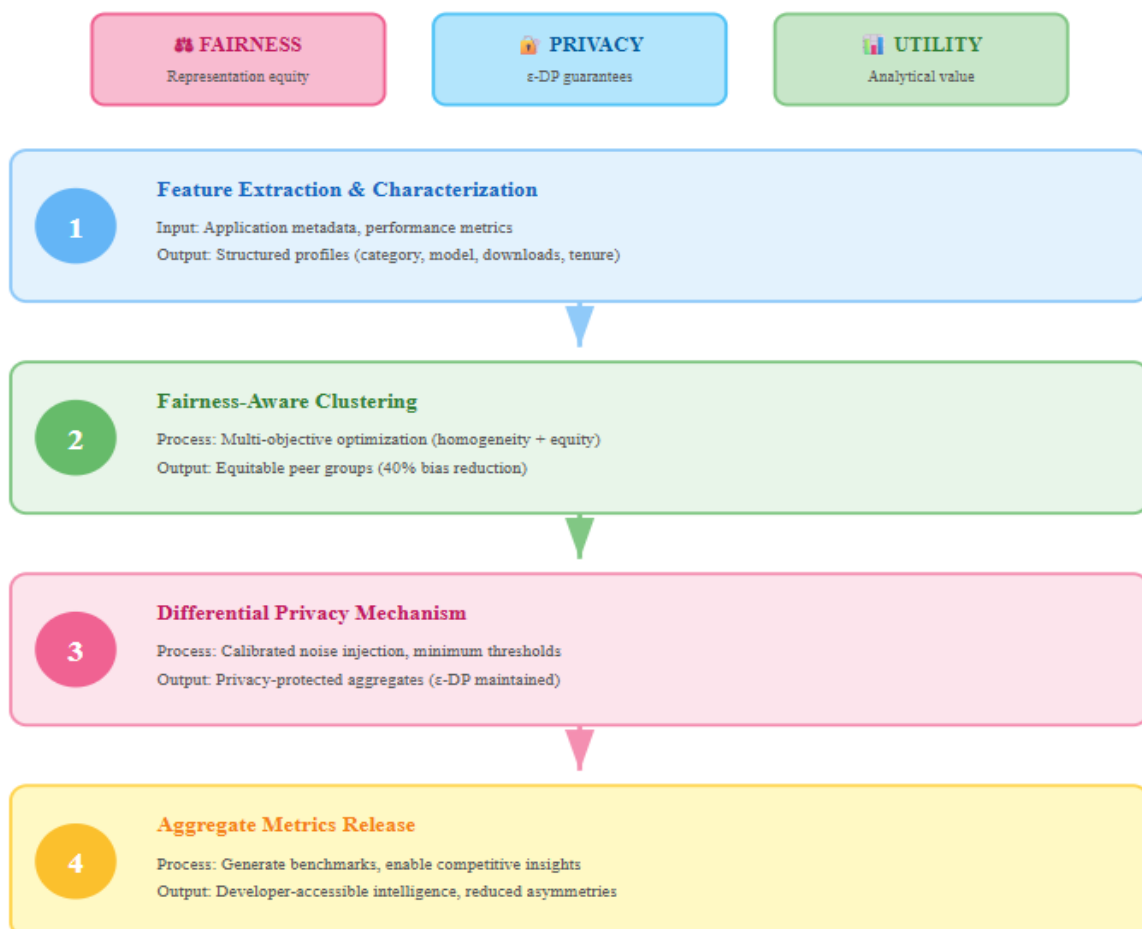 FAIRNESS
Representation equity
PRIVACY
ε-DP guarantees
UTILITY
Analytical value
1
Feature Extraction & Characterization
Input: Application metadata, performance metrics
Output: Structured profiles (category, model, downloads, tenure)
2
Fairness-Aware Clustering
Process: Multi-objective optimization (homogeneity + equity)
Output: Equitable peer groups (40% bias reduction)
3
Differential Privacy Mechanism
Process: Calibrated noise injection, minimum thresholds
Output: Privacy-protected aggregates (ε-DP maintained)
4
Aggregate Metrics Release
Process: Generate benchmarks, enable competitive insights
Output: Developer-accessible intelligence, reduced asymmetries